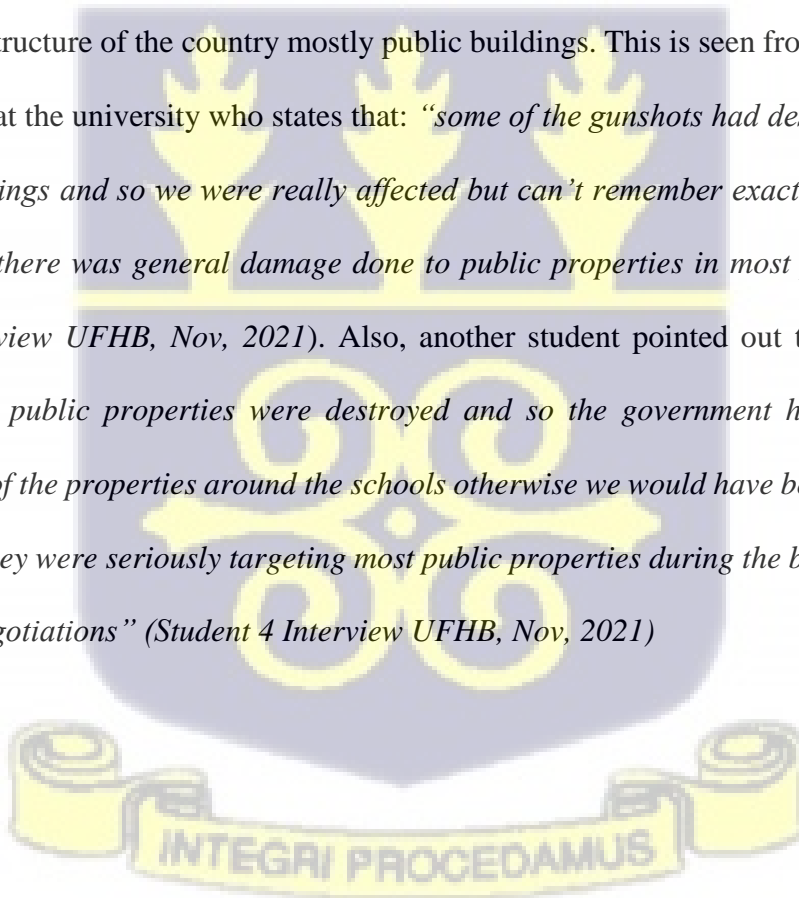 tructure of the country mostly public buildings. This is seen fro
at the university who states that: “some of the gunshots had de
ings and so we were really affected but can’t remember exact
there was general damage done to public properties in most
view UFHB, Nov, 2021). Also, another student pointed out t
public properties were destroyed and so the government h
of the properties around the schools otherwise we would have b
ey were seriously targeting most public properties during the b
gotiations” (Student 4 Interview UFHB, Nov, 2021)
INTEGRI PROCEDAMUS